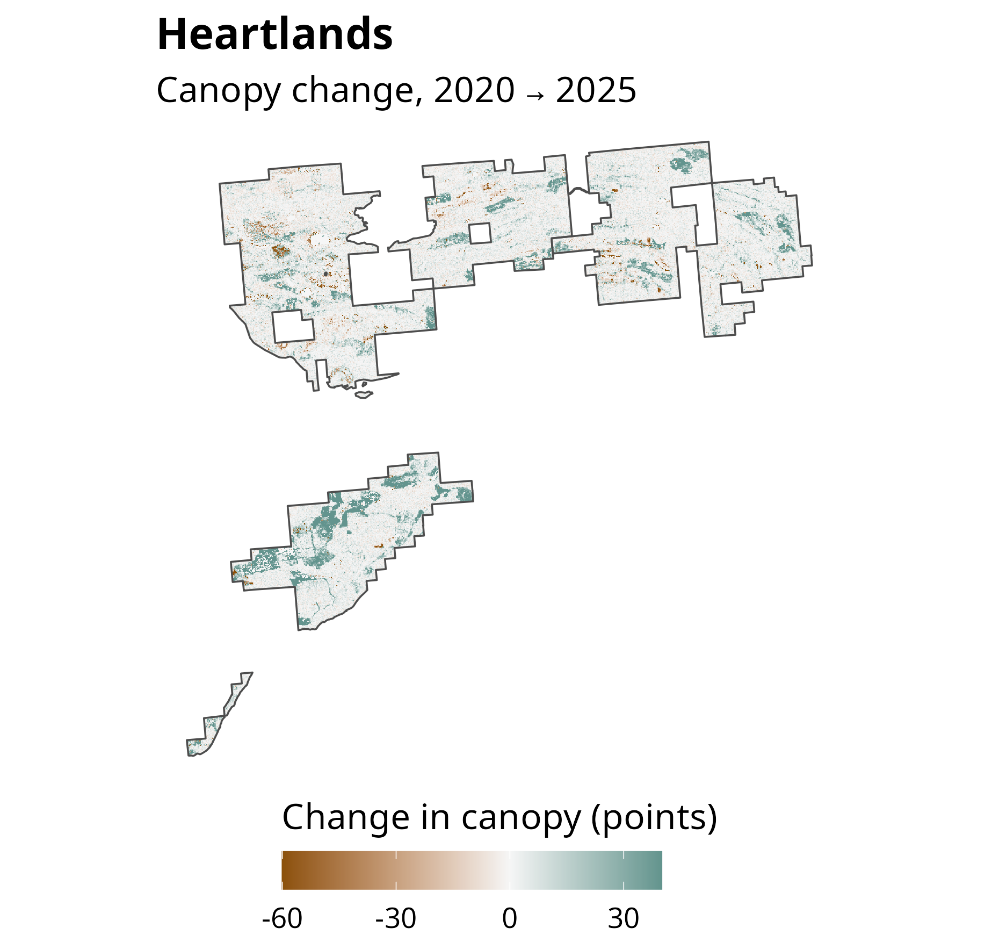 Heartlands
Canopy change, 2020 → 2025
Change in canopy (points)
-60 -30 0 30